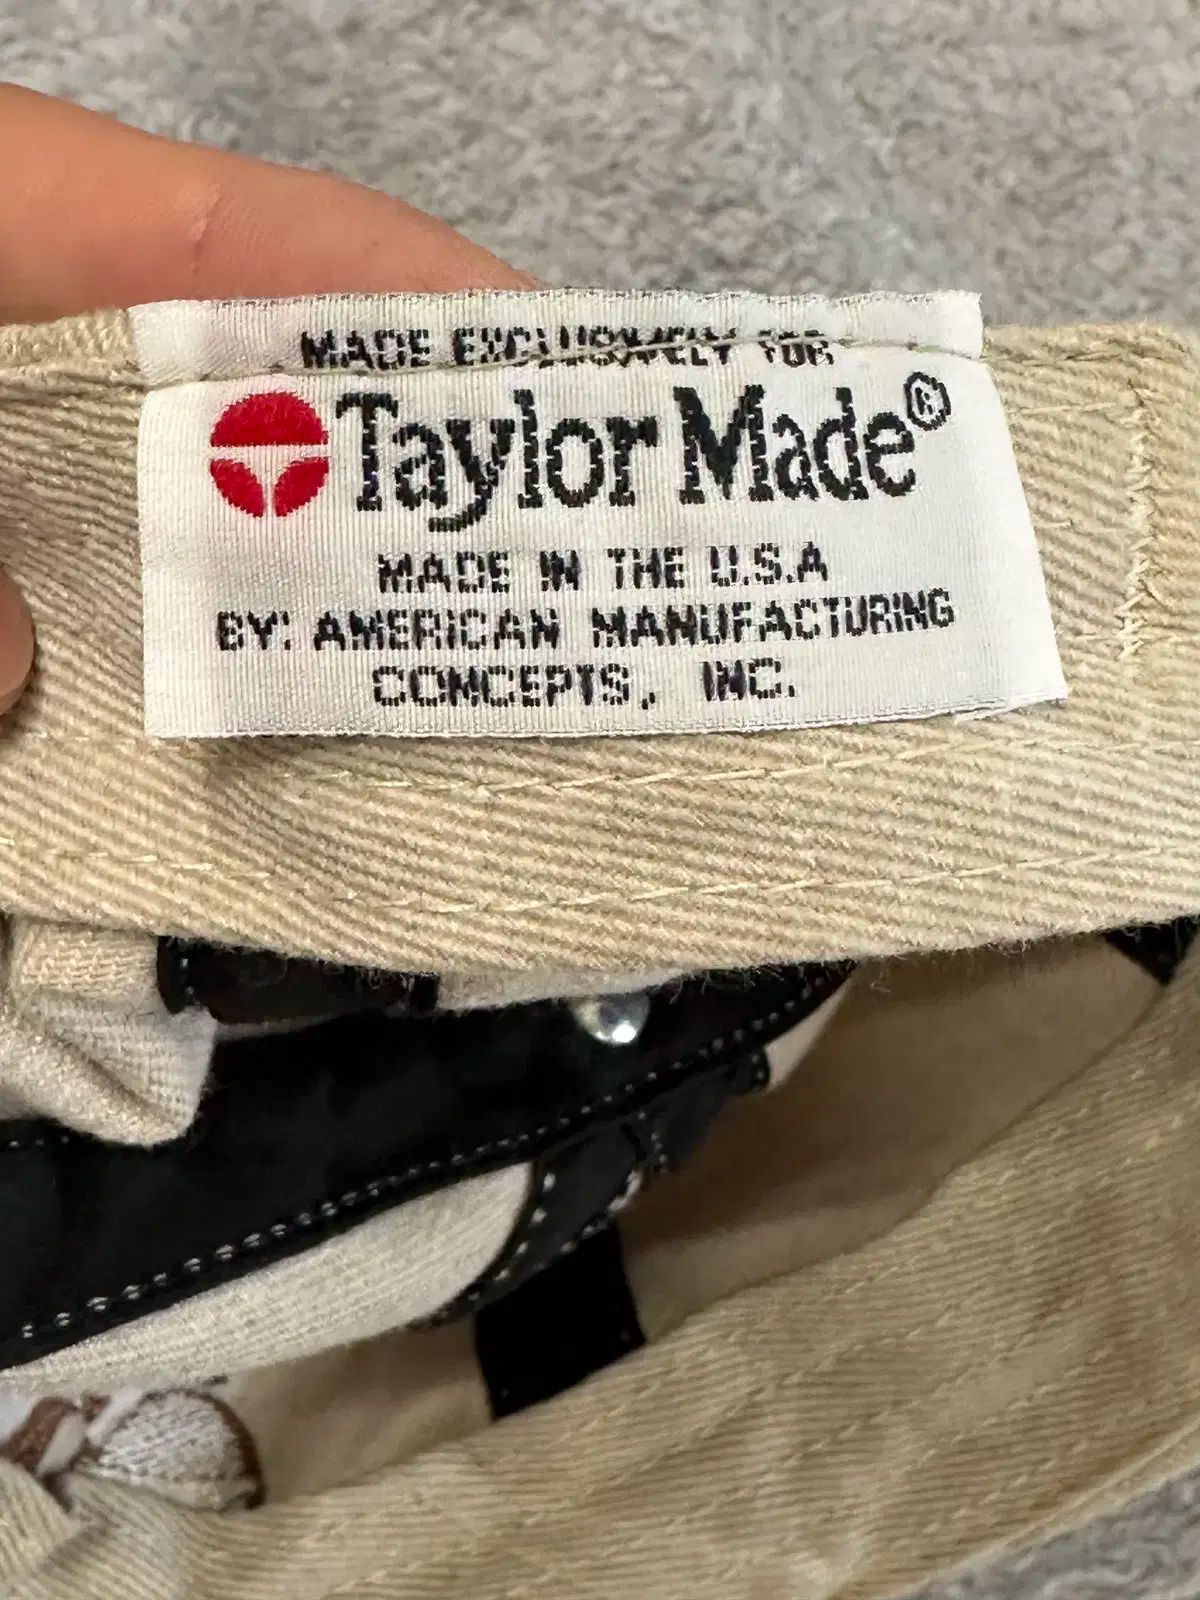 MADE EXCLUSIVELY FOR
Taylor Made®
MADE IN THE U.S.A
BY: AMERICAN MANUFACTURING
CONCEPTS, INC.